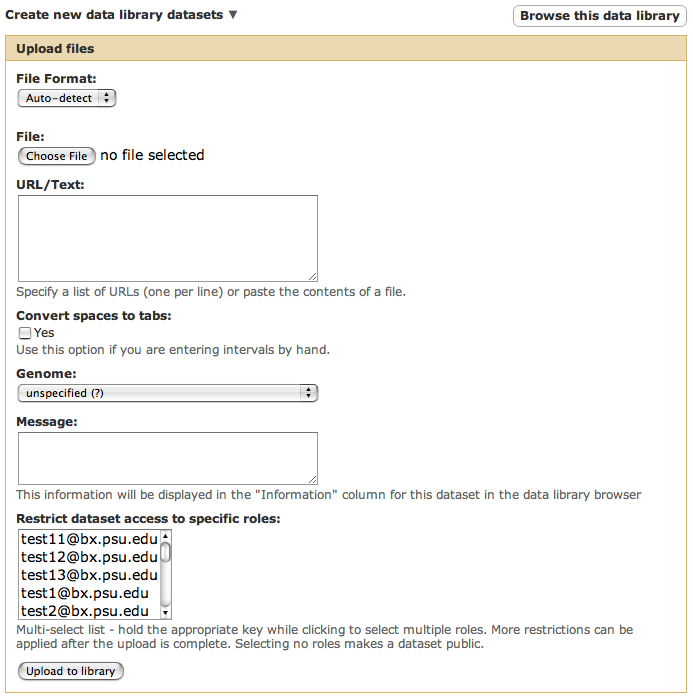 Create new data library datasets ▼
Browse this data library
Upload files
File Format:
Auto-detect
File:
Choose File no file selected
URL/Text:
Specify a list of URLs (one per line) or paste the contents of a file.
Convert spaces to tabs:
Yes
Use this option if you are entering intervals by hand.
Genome:
unspecified (?)
Message:
This information will be displayed in the "Information" column for this dataset in the data library browser
Restrict dataset access to specific roles:
test11@bx.psu.edu
test12@bx.psu.edu
test13@bx.psu.edu
test1@bx.psu.edu
test2@bx.psu.edu
Multi-select list - hold the appropriate key while clicking to select multiple roles. More restrictions can be
applied after the upload is complete. Selecting no roles makes a dataset public.
Upload to library